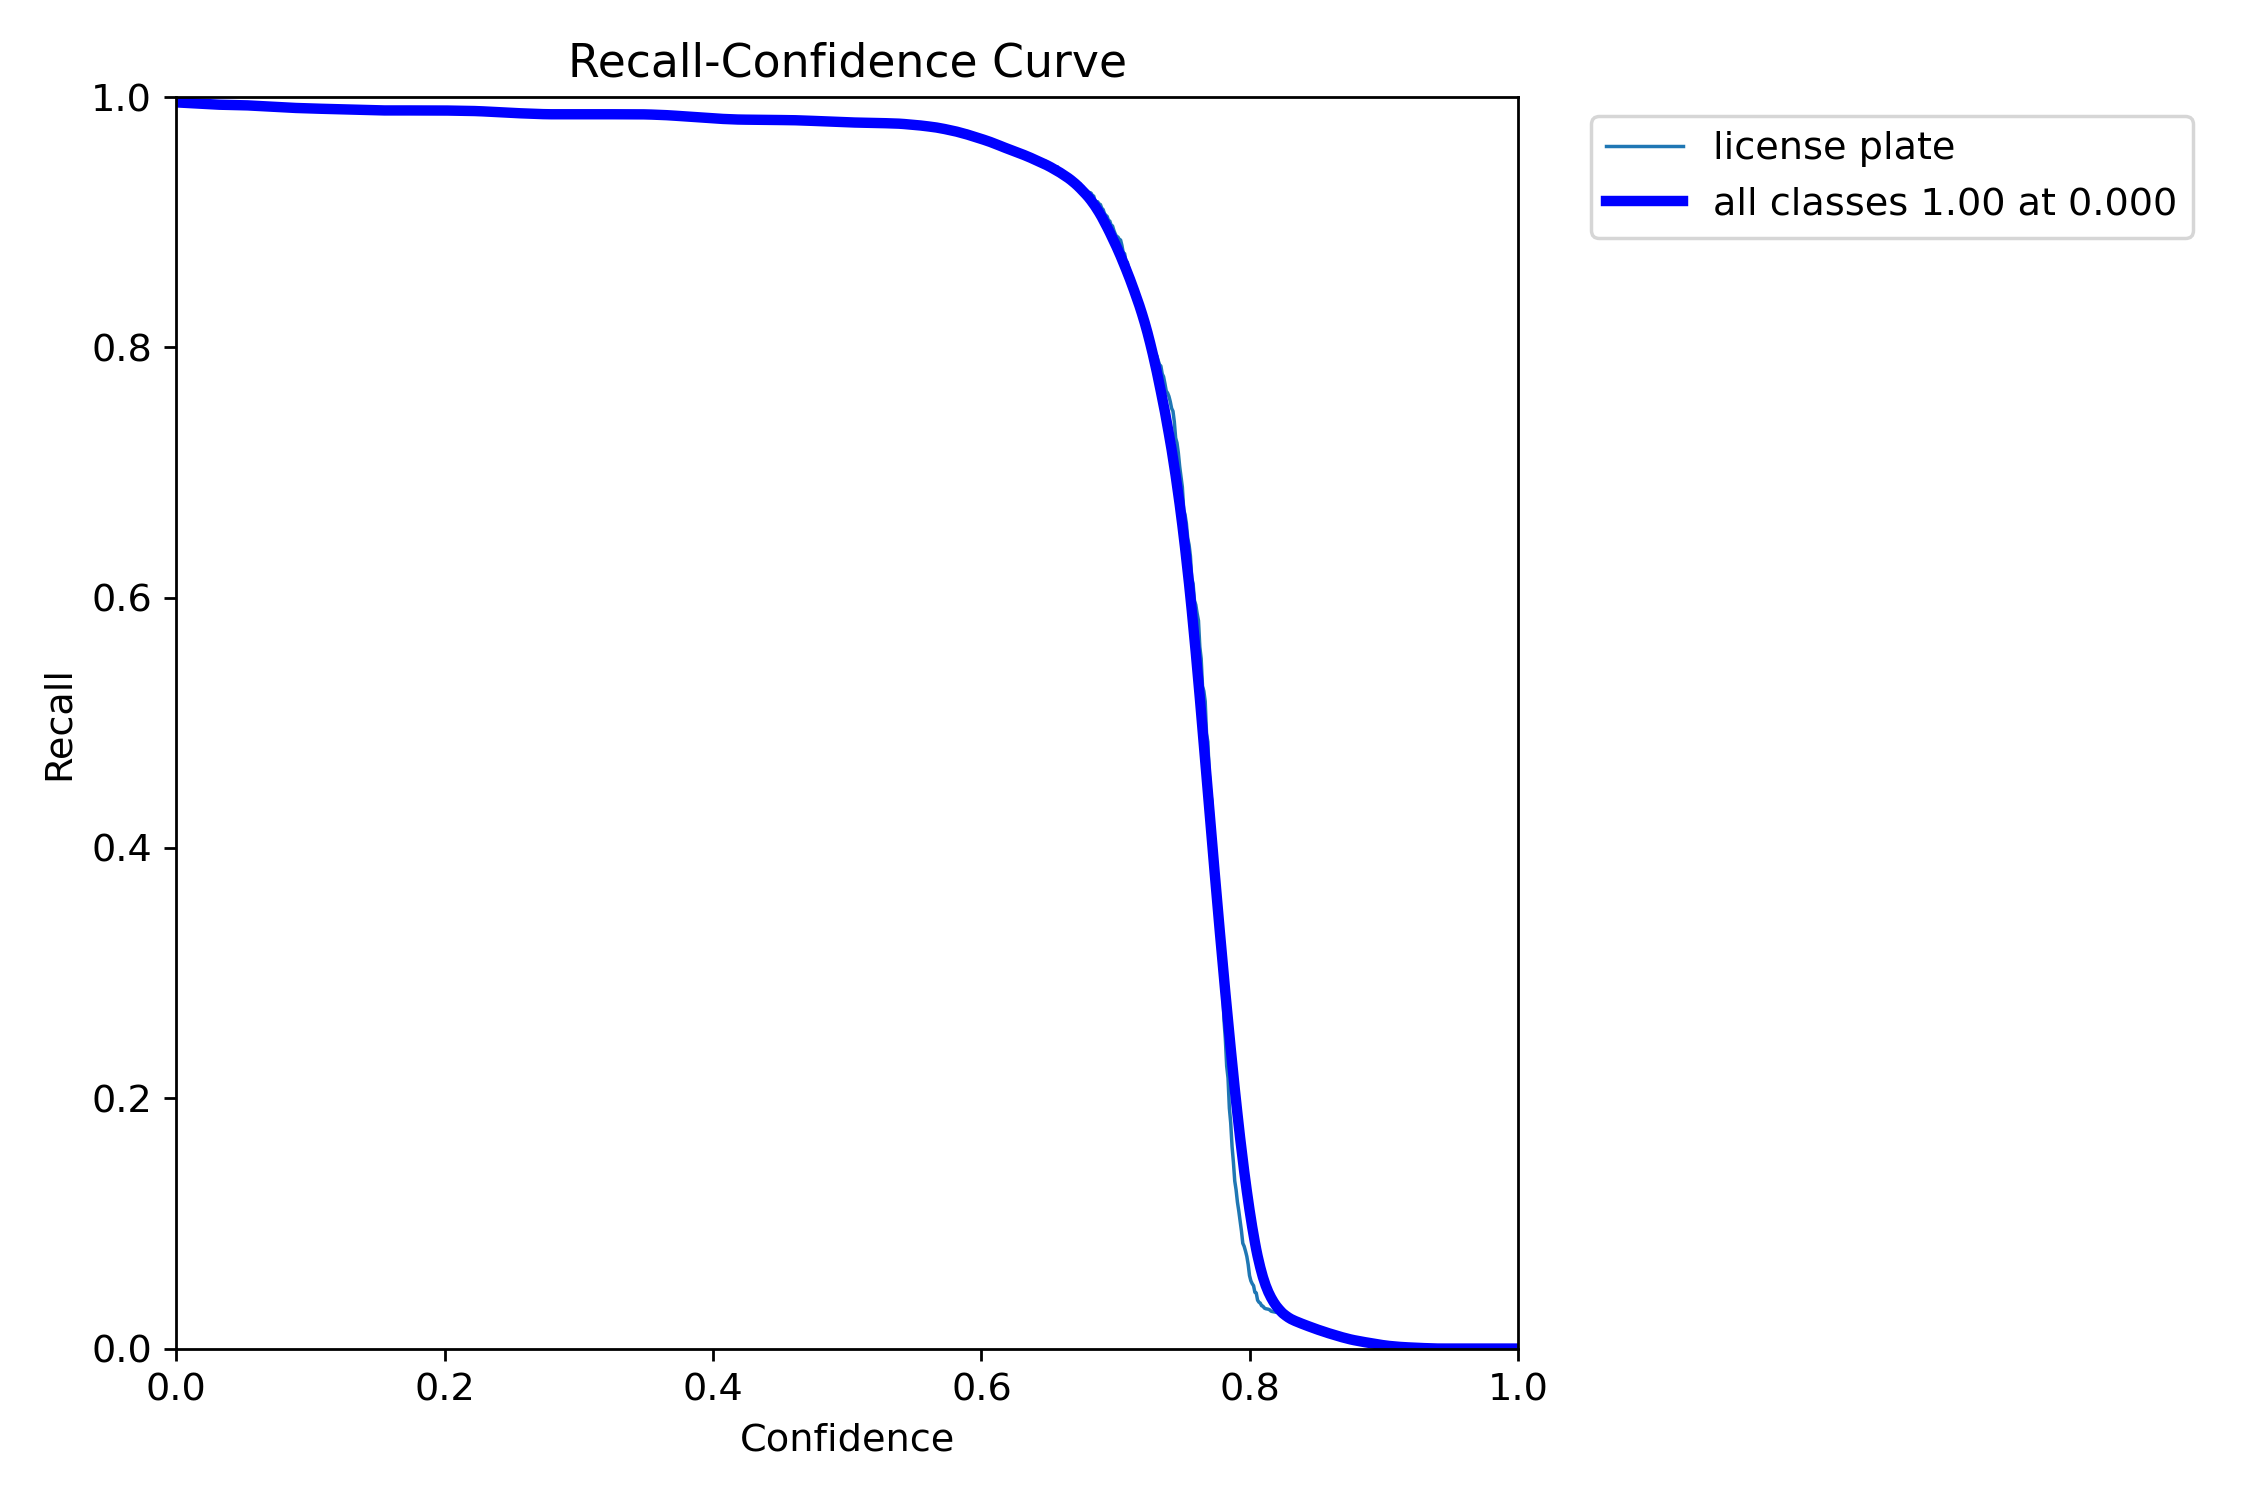 Recall-Confidence Curve
1.0
0.8
0.6
0.4
0.2
0.0
Recall
0.0 0.2 0.4 0.6 0.8 1.0
Confidence
license plate
all classes 1.00 at 0.000